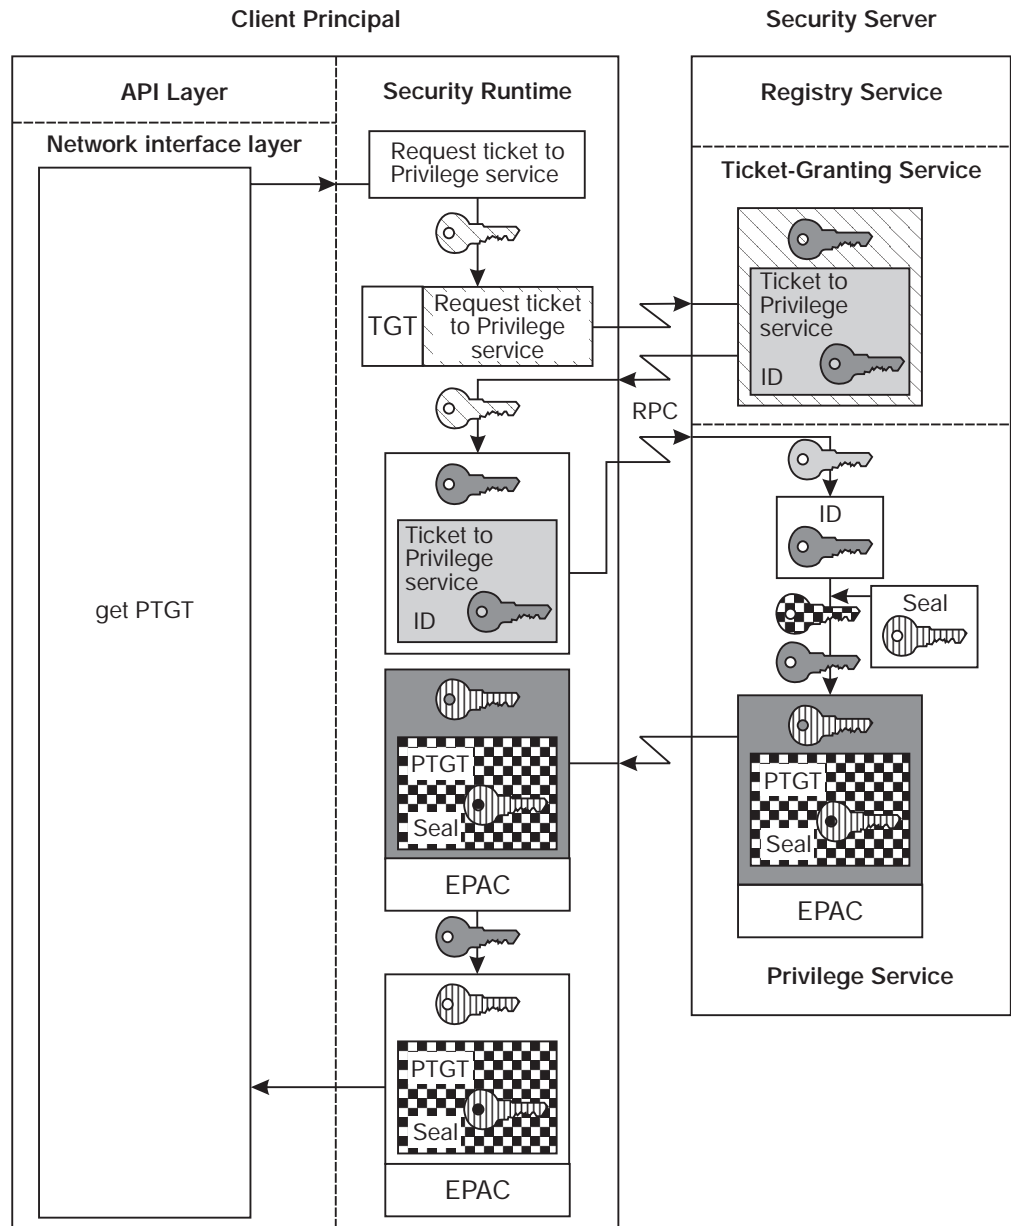 Client Principal
Security Server
API Layer
Security Runtime
Registry Service
Network interface layer
Request ticket to
Privilege service
Ticket-Granting Service
TGT
Request ticket
to Privilege
service
Ticket to
Privilege
service
ID
RPC
ID
Ticket to
Privilege
service
ID
get PTGT
Seal
PTGT
Seal
EPAC
PTGT
Seal
EPAC
Privilege Service
PTGT
Seal
EPAC